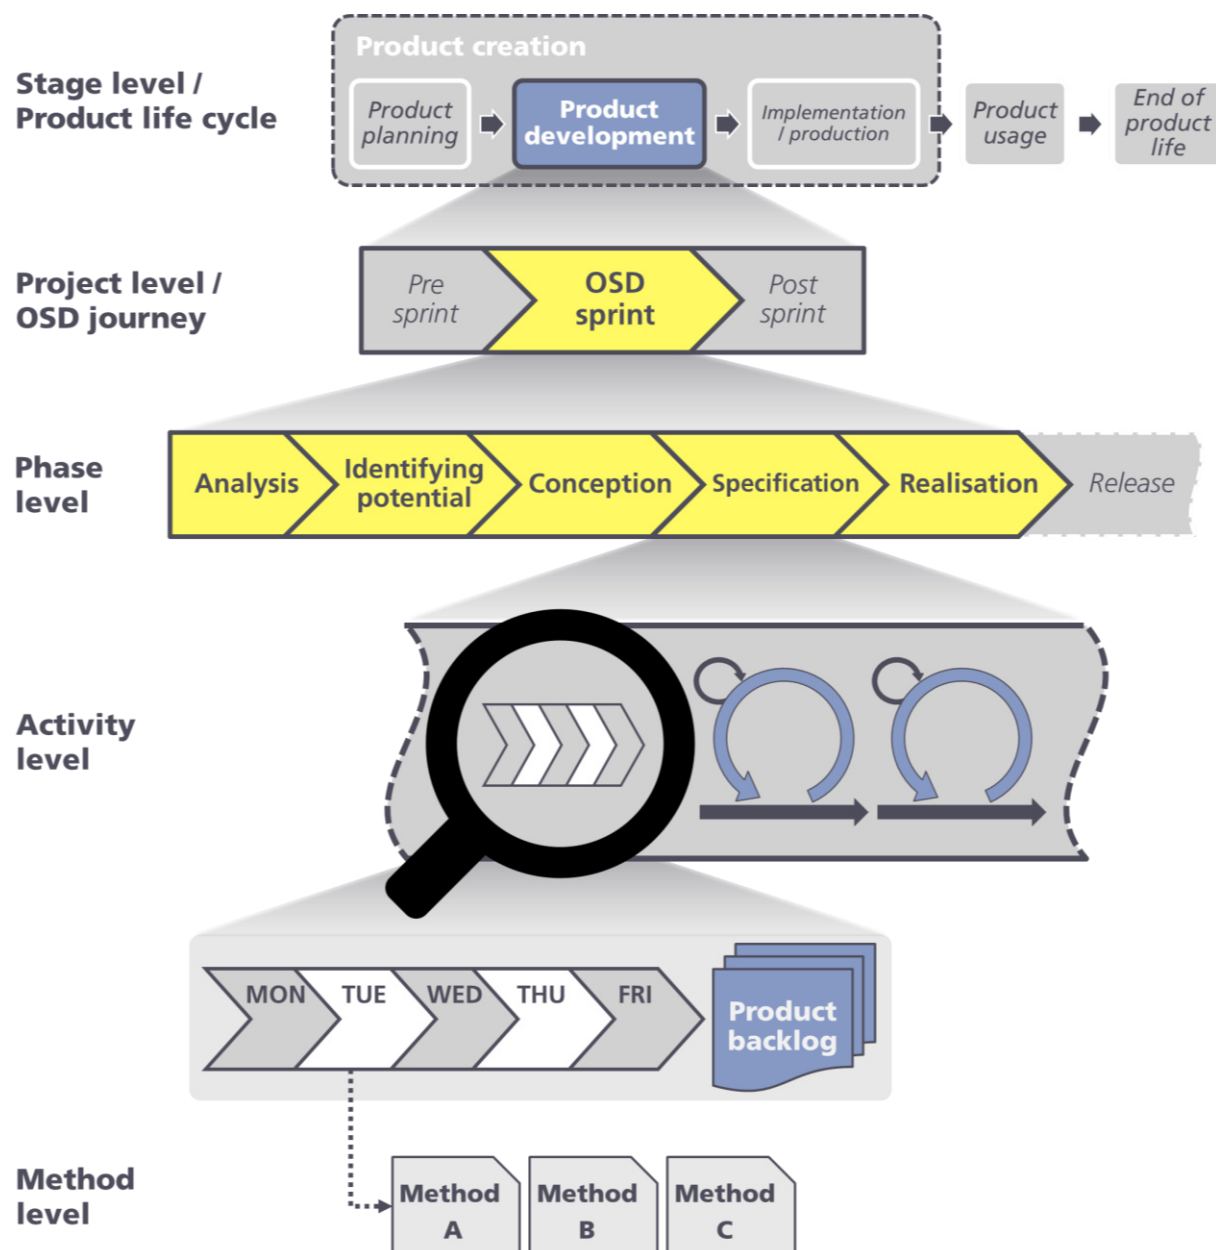 Product creation
Stage level /
Product life cycle
Product
planning
Product
development
Implementation
/ production
Product
usage
End of
product
life
Project level /
OSD journey
Pre
sprint
OSD
sprint
Post
sprint
Phase
level
Analysis
Identifying
potential
Conception
Specification
Realisation
Release
Activity
level
MON
TUE
WED
THU
FRI
Product
backlog
Method
level
Method
A
Method
B
Method
C